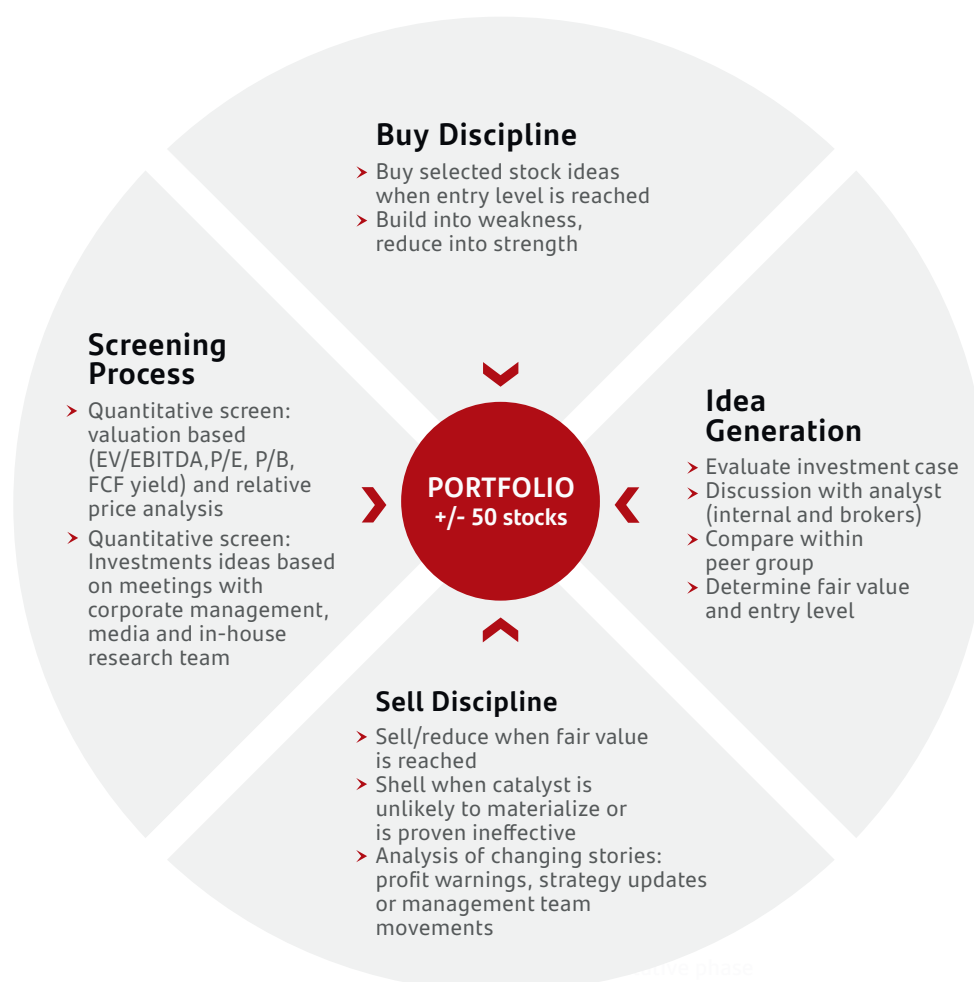 Buy Discipline
Buy selected stock ideas
when entry level is reached
Build into weakness,
reduce into strength
Screening
Process
Quantitative screen:
valuation based
(EV/EBITDA,P/E, P/B,
FCF yield) and relative
price analysis
Quantitative screen:
Investments ideas based
on meetings with
corporate management,
media and in-house
research team
PORTFOLIO
+/- 50 stocks
Idea
Generation
Evaluate investment case
Discussion with analyst
(internal and brokers)
Compare within
peer group
Determine fair value
and entry level
Sell Discipline
Sell/reduce when fair value
is reached
Shell when catalyst is
unlikely to materialize or
is proven ineffective
Analysis of changing stories:
profit warnings, strategy updates
or management team
movements
phase